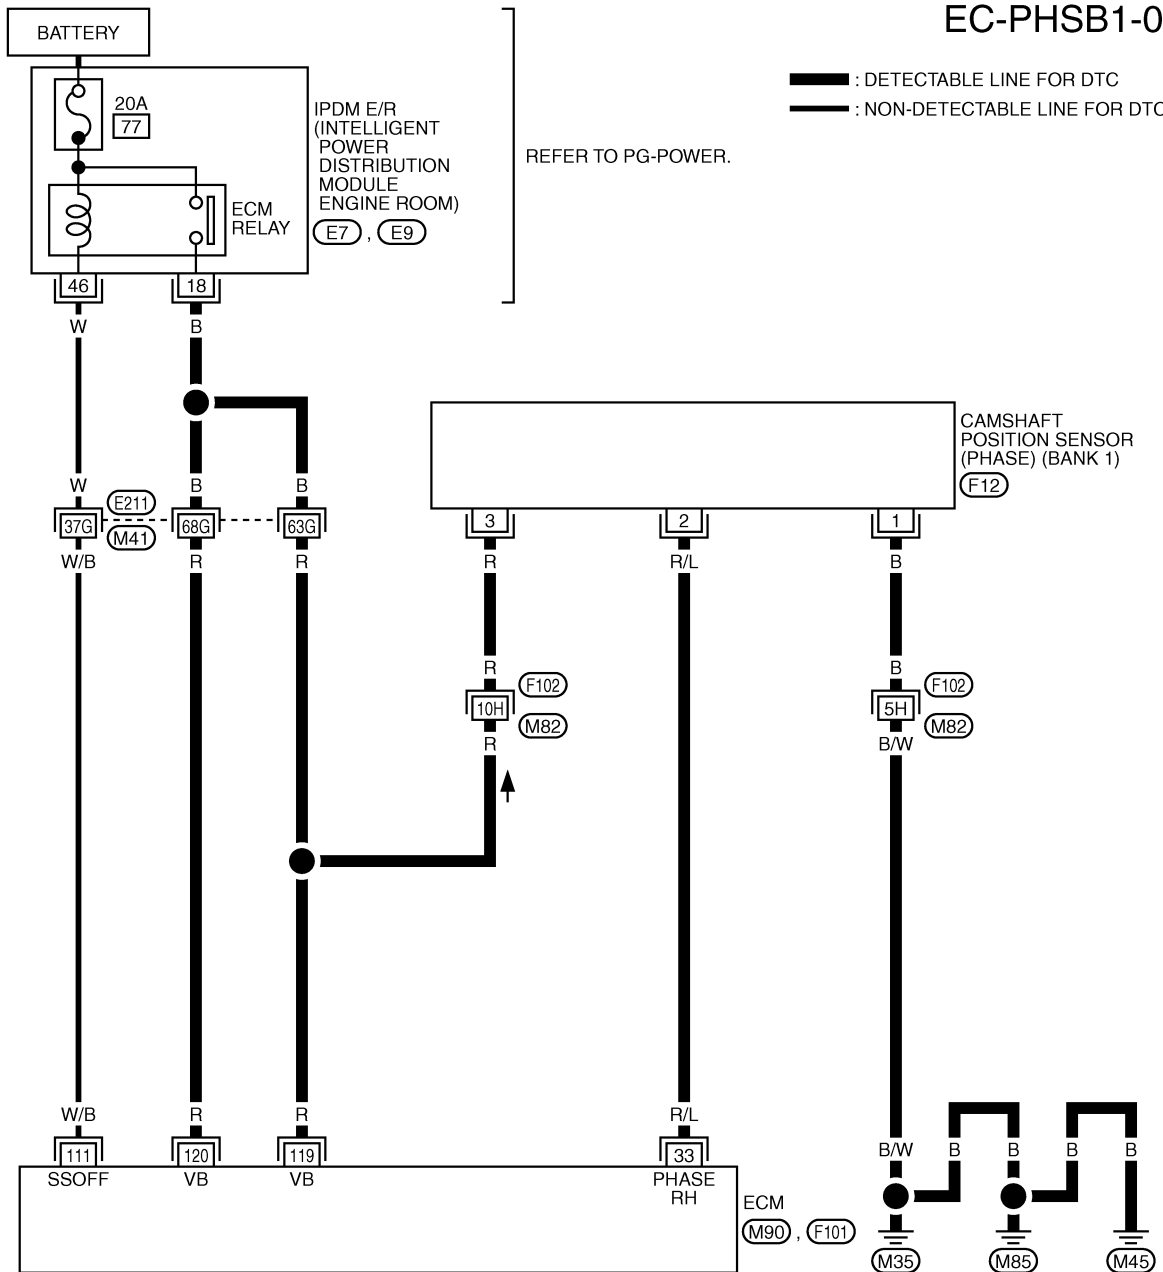 EC-PHSB1-0
BATTERY
: DETECTABLE LINE FOR DTC
: NON-DETECTABLE LINE FOR DTC
20A
77
IPDM E/R
(INTELLIGENT
POWER
DISTRIBUTION
MODULE
ENGINE ROOM)
E7 , E9
REFER TO PG-POWER.
ECM
RELAY
46 18
W B
CAMSHAFT
POSITION SENSOR
(PHASE) (BANK 1)
F12
W B B
E211
37G 68G 63G
M41
3 2 1
W/B R R R R/L B
R B
F102 F102
10H 5H
M82 M82
R B/W
W/B R R R/L
111 120 119 33
SSOFF VB VB PHASE
RH
B/W B B B B
ECM
M90 , F101
M35 M85 M45